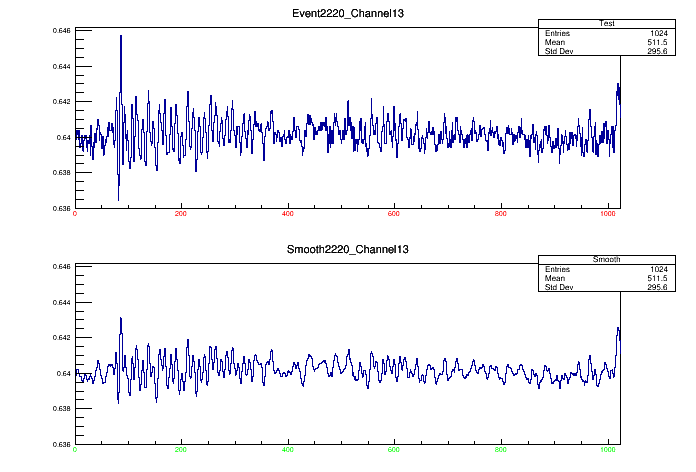 Event2220_Channel13
Test
Entries 1024
Mean 511.5
Std Dev 295.6
0.646
0.644
0.642
0.64
0.638
0.636
0 200 400 600 800 1000
Smooth2220_Channel13
Smooth
Entries 1024
Mean 511.5
Std Dev 295.6
0.646
0.644
0.642
0.64
0.638
0.636
0 200 400 600 800 1000